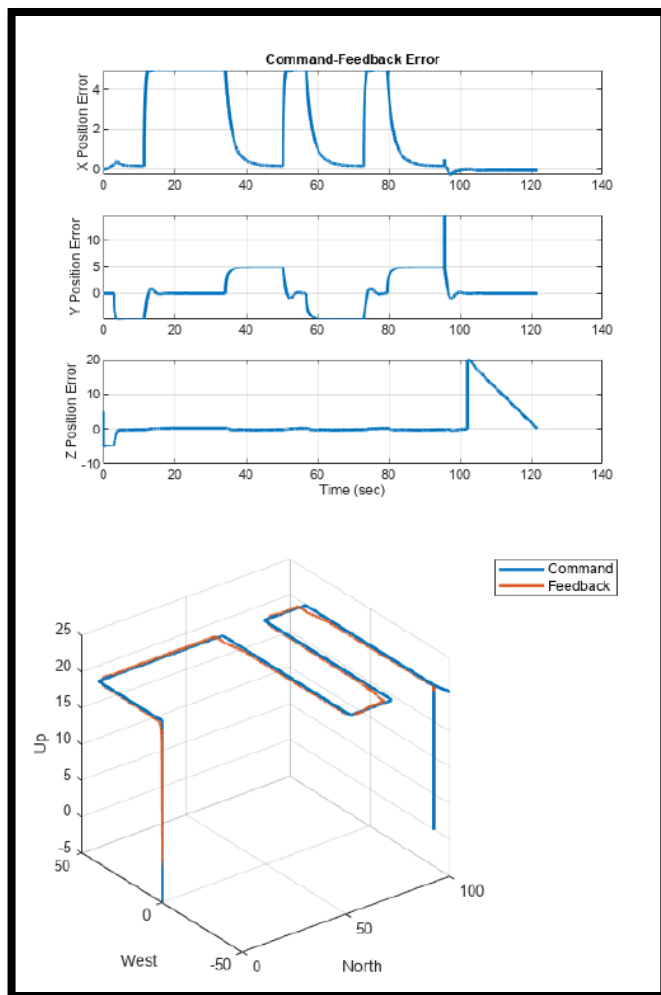 Command-Feedback Error
X Position Error
4
2
0
0 20 40 60 80 100 120 140
Y Position Error
10
5
0
0 20 40 60 80 100 120 140
Z Position Error
20
10
0
-10
0 20 40 60 80 100 120 140
Time (sec)
Command
Feedback
Up
25
20
15
10
5
0
-5
50
0
-50
West
0
50
100
North